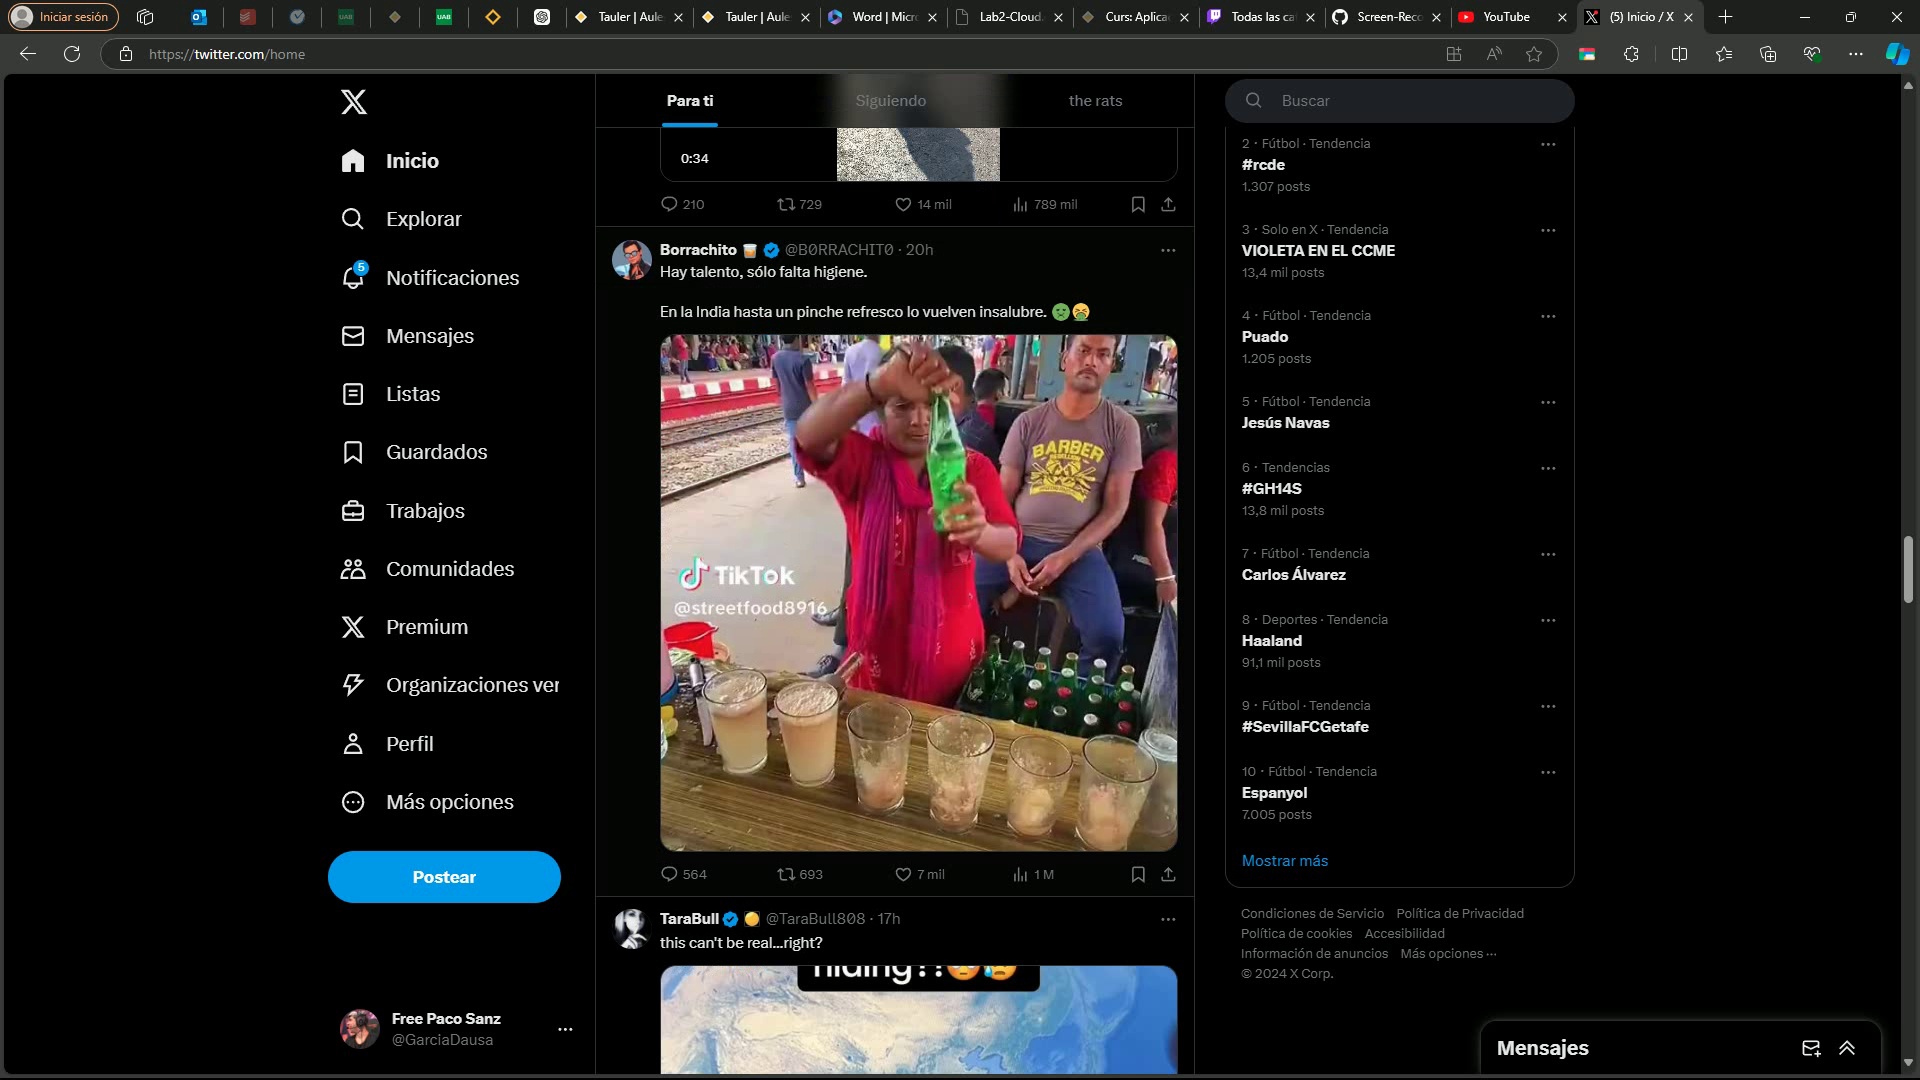 Iniciar sesión
UAB
UAB
Tauler | Aule
Tauler | Aule
Word | Micr
Lab2-Cloud
Curs: Aplica
Todas las ca
Screen-Reco
YouTube
(5) Inicio / X
https://twitter.com/home
Inicio
Explorar
5
Notificaciones
Mensajes
Listas
Guardados
Trabajos
Comunidades
Premium
Organizaciones ver
Perfil
Más opciones
Postear
Free Paco Sanz
@GarciaDausa
Para ti
Siguiendo
the rats
0:34
210
729
14 mil
789 mil
Borrachito @BØRRACHITØ · 20h
Hay talento, sólo falta higiene.
En la India hasta un pinche refresco lo vuelven insalubre. 🤢🤮
BARBER
TikTok
@streetfood8916
564
693
7 mil
1 M
TaraBull @TaraBull808 · 17h
this can't be real...right?
hiding??😳😰
Buscar
2 · Fútbol · Tendencia
#rcde
1.307 posts
3 · Solo en X · Tendencia
VIOLETA EN EL CCME
13,4 mil posts
4 · Fútbol · Tendencia
Puado
1.205 posts
5 · Fútbol · Tendencia
Jesús Navas
6 · Tendencias
#GH14S
13,8 mil posts
7 · Fútbol · Tendencia
Carlos Álvarez
8 · Deportes · Tendencia
Haaland
91,1 mil posts
9 · Fútbol · Tendencia
#SevillaFCGetafe
10 · Fútbol · Tendencia
Espanyol
7.005 posts
Mostrar más
Condiciones de Servicio Política de Privacidad
Política de cookies Accesibilidad
Información de anuncios Más opciones ···
© 2024 X Corp.
Mensajes